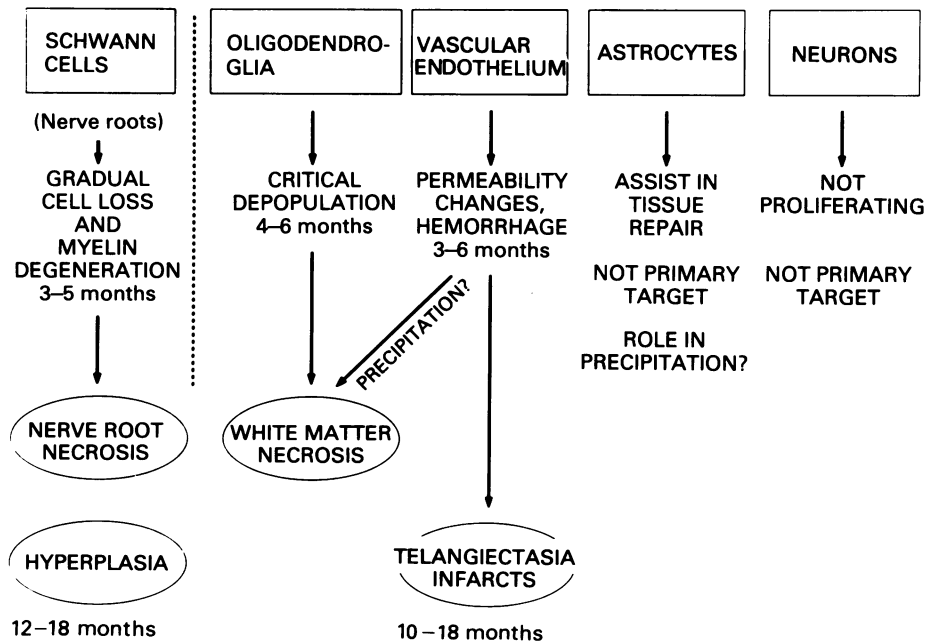 SCHWANN
CELLS
(Nerve roots)
GRADUAL
CELL LOSS
AND
MYELIN
DEGENERATION
3–5 months
NERVE ROOT
NECROSIS
HYPERPLASIA
12–18 months
OLIGODENDRO-
GLIA
CRITICAL
DEPOPULATION
4–6 months
WHITE MATTER
NECROSIS
VASCULAR
ENDOTHELIUM
PERMEABILITY
CHANGES,
HEMORRHAGE
3–6 months
PRECIPITATION?
TELANGIECTASIA
INFARCTS
10–18 months
ASTROCYTES
ASSIST IN
TISSUE
REPAIR
NOT PRIMARY
TARGET
ROLE IN
PRECIPITATION?
NEURONS
NOT
PROLIFERATING
NOT PRIMARY
TARGET